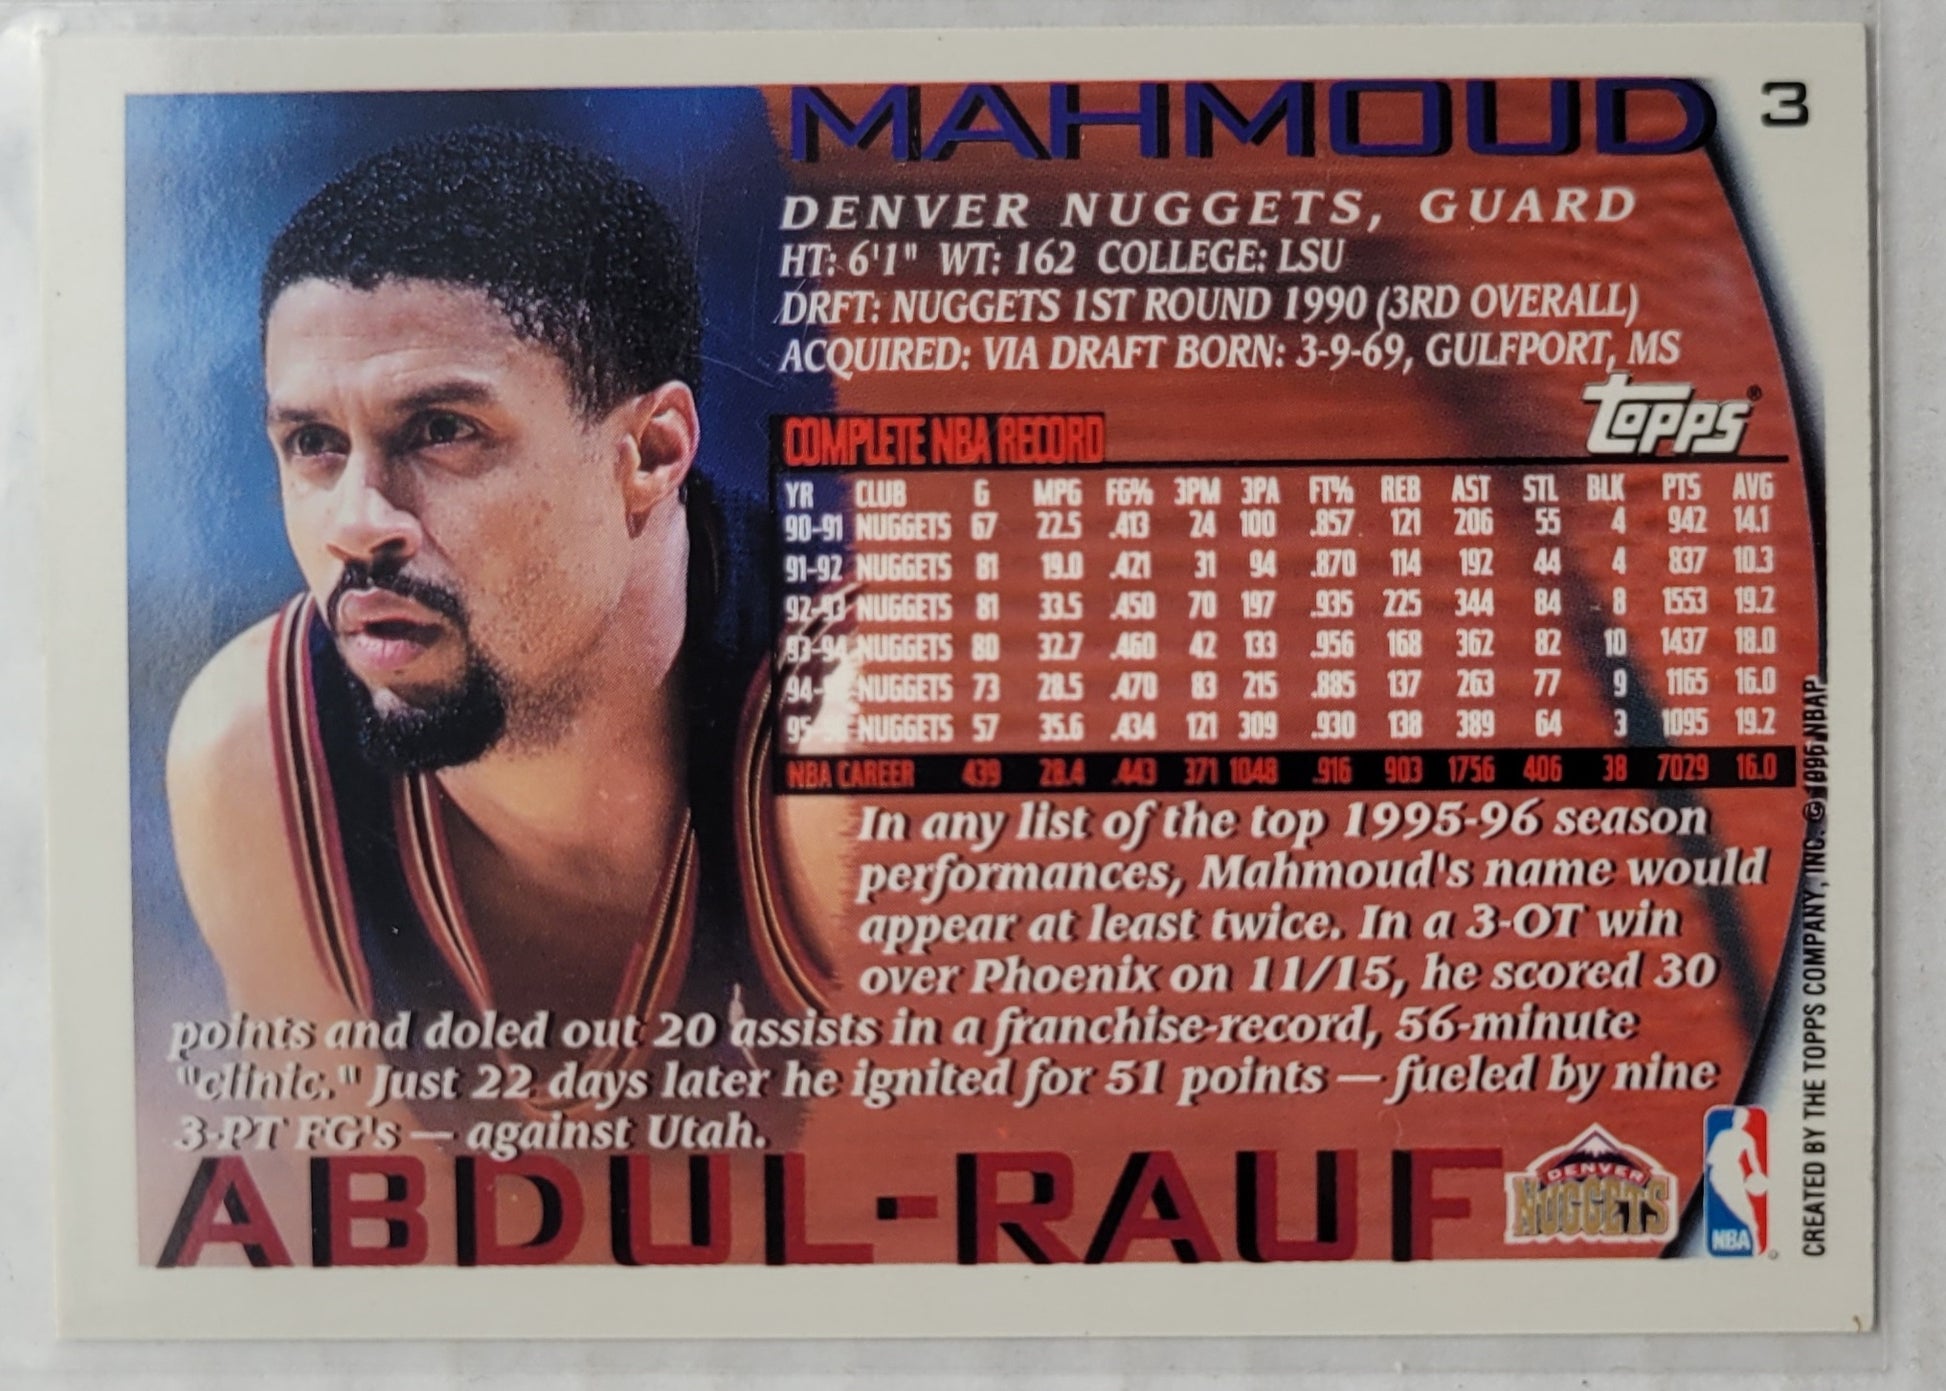 MAHMOUD
3
DENVER NUGGETS, GUARD
HT: 6'1" WT: 162 COLLEGE: LSU
DRFT: NUGGETS 1ST ROUND 1990 (3RD OVERALL)
ACQUIRED: VIA DRAFT BORN: 3-9-69, GULFPORT, MS
Topps®
COMPLETE NBA RECORD
YR CLUB G MPG FG% 3PM 3PA FT% REB AST STL BLK PTS AVG
90-91 NUGGETS 67 22.5 .413 24 100 .857 121 206 55 4 942 14.1
91-92 NUGGETS 81 19.0 .421 31 94 .870 114 192 44 4 837 10.3
92-93 NUGGETS 81 33.5 .450 70 197 .935 225 344 84 8 1553 19.2
93-94 NUGGETS 80 32.7 .460 42 133 .956 168 362 82 10 1437 18.0
94- NUGGETS 73 28.5 .470 83 215 .885 137 263 77 9 1165 16.0
95- NUGGETS 57 35.6 .434 121 309 .930 138 389 64 3 1095 19.2
NBA CAREER 439 28.4 .443 371 1048 .916 903 1756 406 38 7029 16.0
In any list of the top 1995-96 season
performances, Mahmoud's name would
appear at least twice. In a 3-OT win
over Phoenix on 11/15, he scored 30
points and doled out 20 assists in a franchise-record, 56-minute
"clinic." Just 22 days later he ignited for 51 points — fueled by nine
3-PT FG's — against Utah.
ABDUL-RAUF
DENVER
NUGGETS
NBA
CREATED BY THE TOPPS COMPANY, INC. © 1996 NBAP